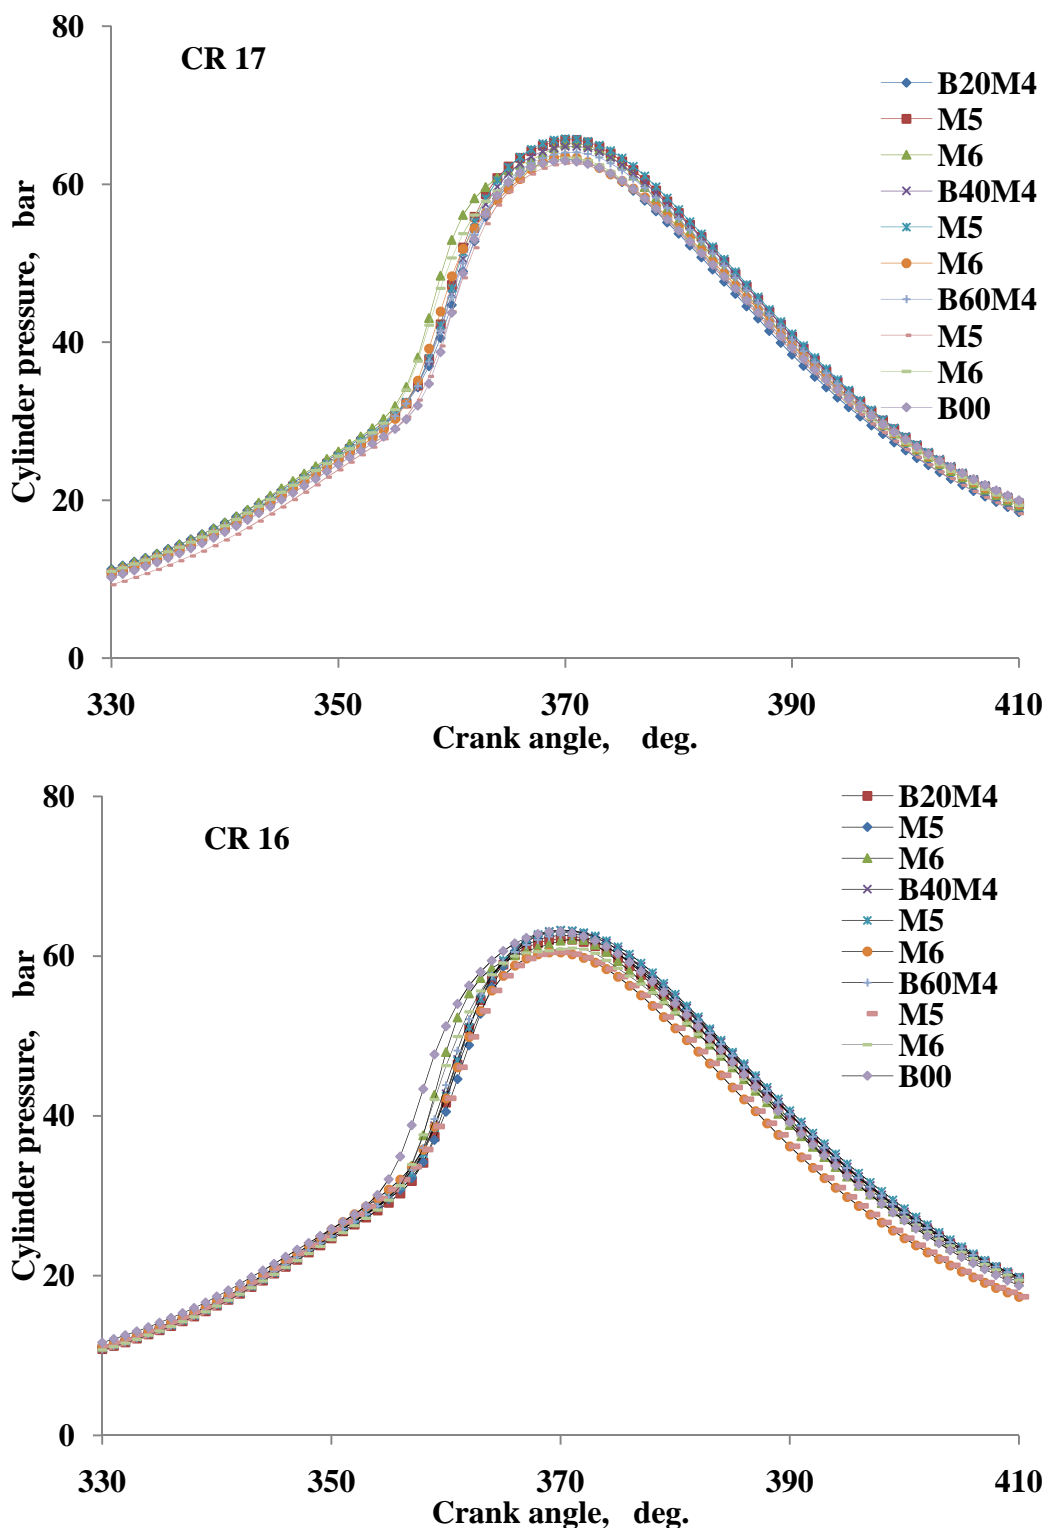 80
CR 17
B20M4
M5
M6
B40M4
M5
M6
B60M4
M5
M6
B00
60
40
20
0
Cylinder pressure, bar
330 350 370 390 410
Crank angle, deg.
80
CR 16
B20M4
M5
M6
B40M4
M5
M6
B60M4
M5
M6
B00
60
40
20
0
Cylinder pressure, bar
330 350 370 390 410
Crank angle, deg.